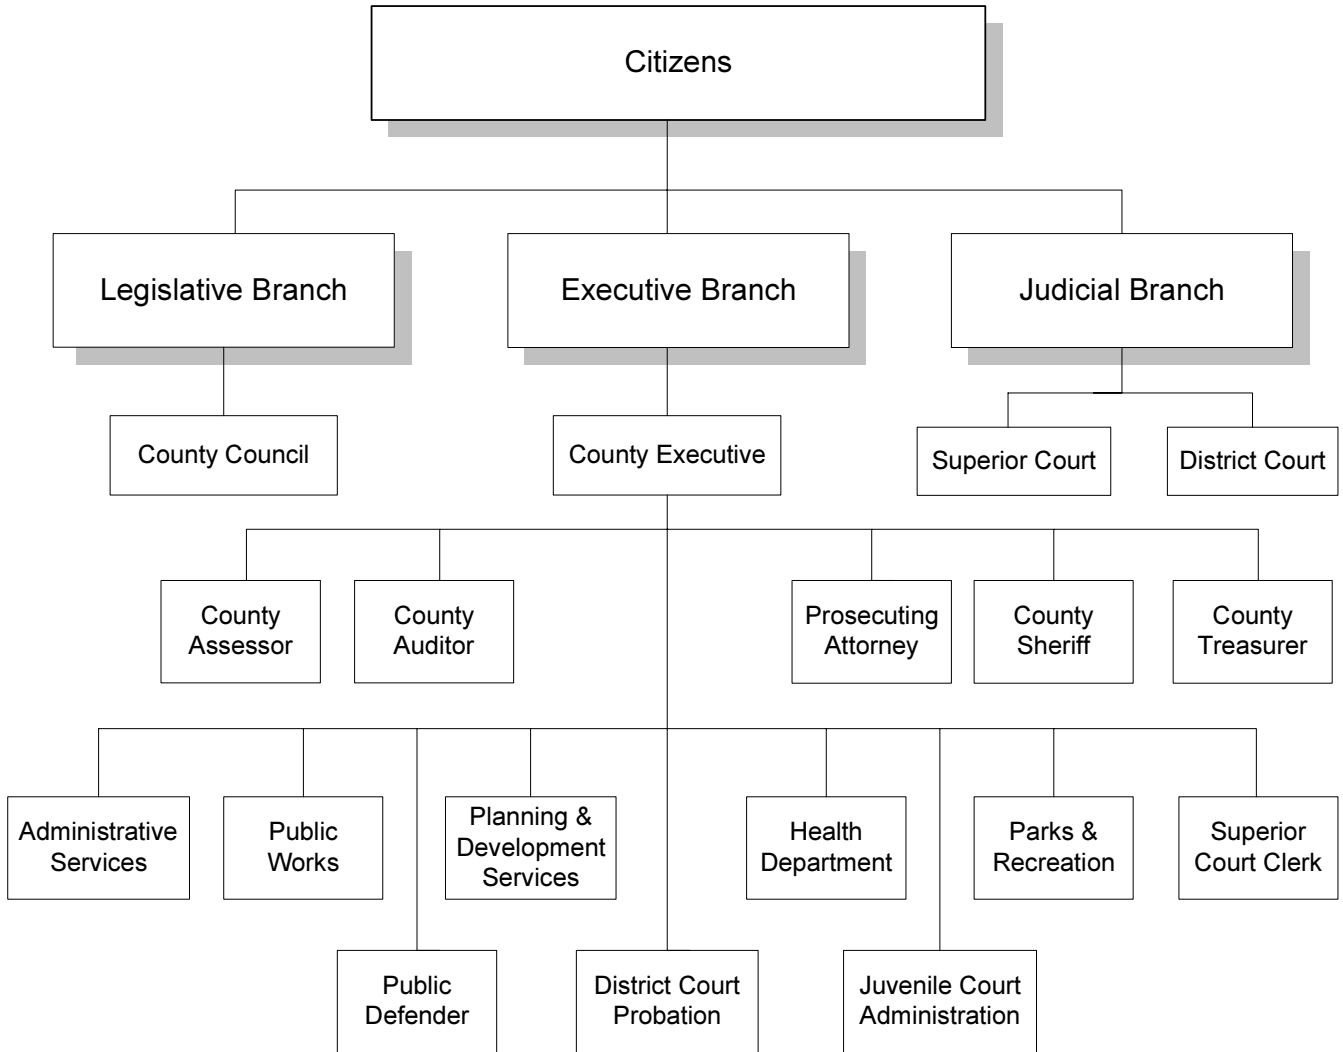 Citizens
Legislative Branch
Executive Branch
Judicial Branch
County Council
County Executive
Superior Court
District Court
County
Assessor
County
Auditor
Prosecuting
Attorney
County
Sheriff
County
Treasurer
Administrative
Services
Public
Works
Planning &
Development
Services
Health
Department
Parks &
Recreation
Superior
Court Clerk
Public
Defender
District Court
Probation
Juvenile Court
Administration